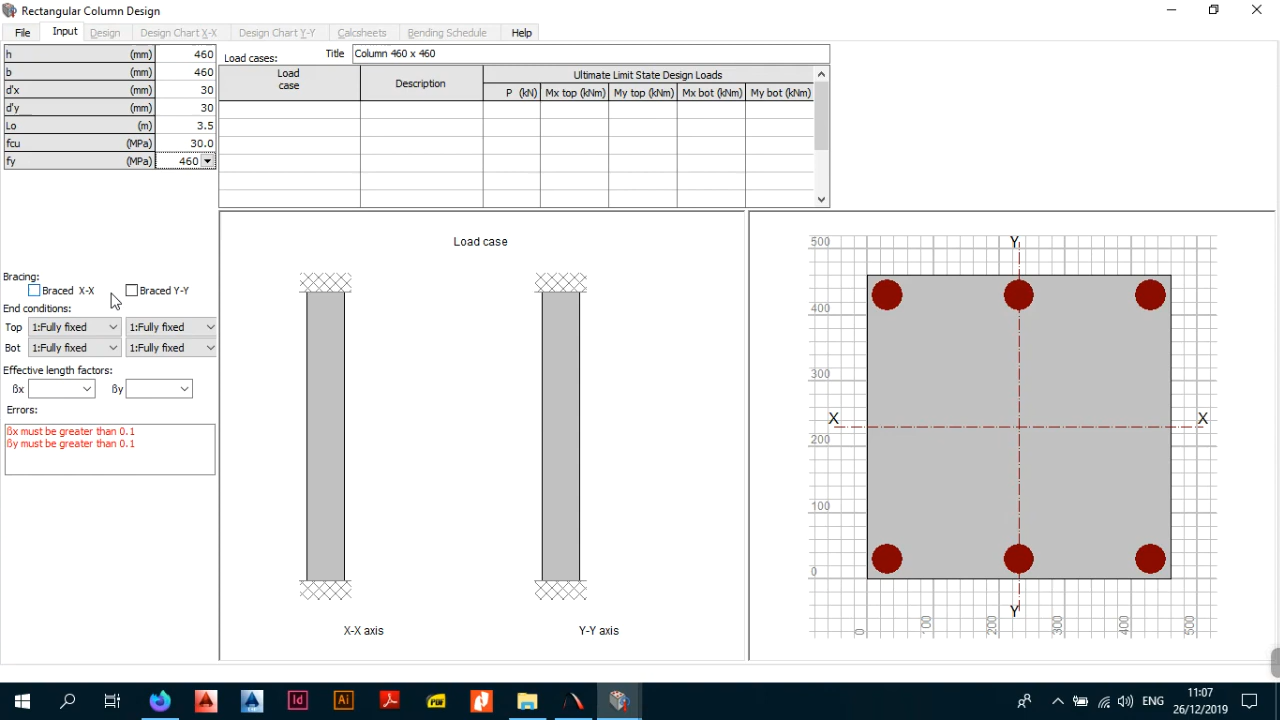 Rectangular Column Design
File Input Design Design Chart X-X Design Chart Y-Y Calcsheets Bending Schedule Help
h (mm) 460
b (mm) 460
d'x (mm) 30
d'y (mm) 30
Lo (m) 3.5
fcu (MPa) 30.0
fy (MPa) 460
Load cases: Title Column 460 x 460
Load case Description Ultimate Limit State Design Loads
P (kN) Mx top (kNm) My top (kNm) Mx bot (kNm) My bot (kNm)
Bracing:
Braced X-X Braced Y-Y
End conditions:
Top 1:Fully fixed 1:Fully fixed
Bot 1:Fully fixed 1:Fully fixed
Effective length factors:
ßx ßy
Errors:
ßx must be greater than 0.1
ßy must be greater than 0.1
Load case
X-X axis Y-Y axis
Y
500
400
300
X X
200
100
0
Y
0 100 200 300 400 500
Id Ai
ENG
11:07
26/12/2019